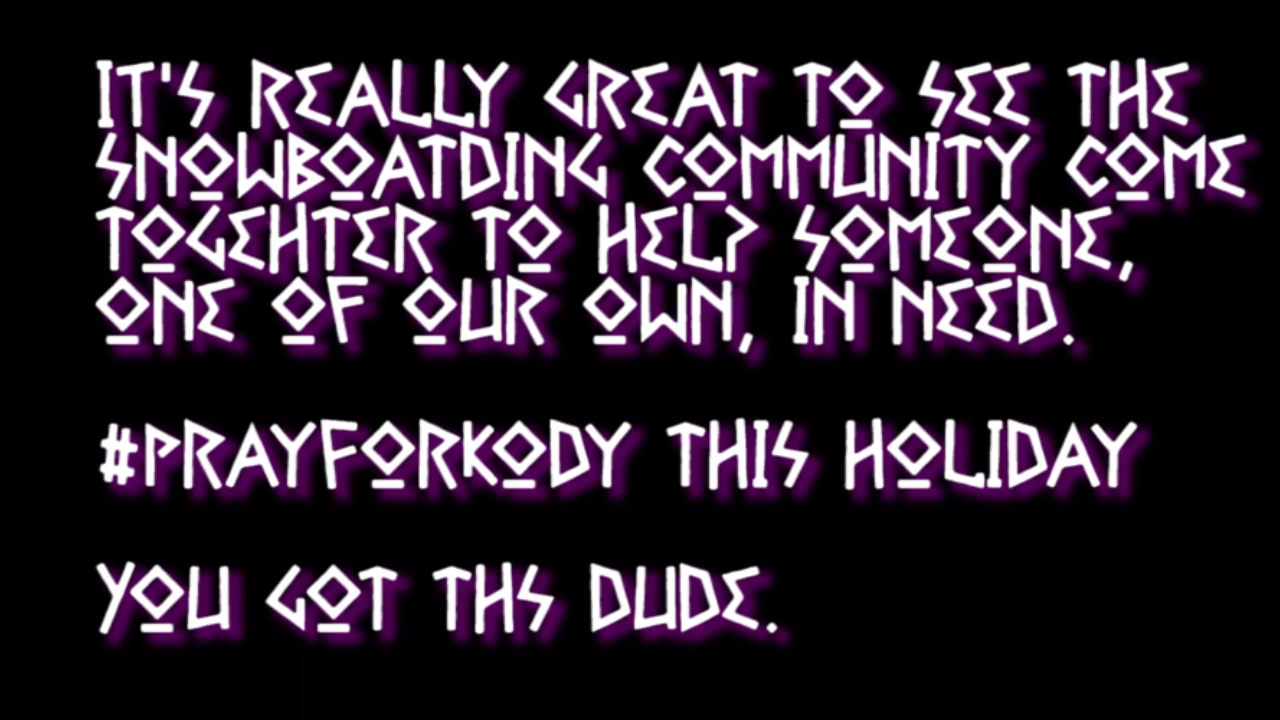 IT'S REALLY GREAT TO SEE THE
SNOWBOATDING COMMUNITY COME
TOGEHTER TO HELP SOMEONE,
ONE OF OUR OWN, IN NEED.
#PRAYFORKODY THIS HOLIDAY
YOU GOT THS DUDE.